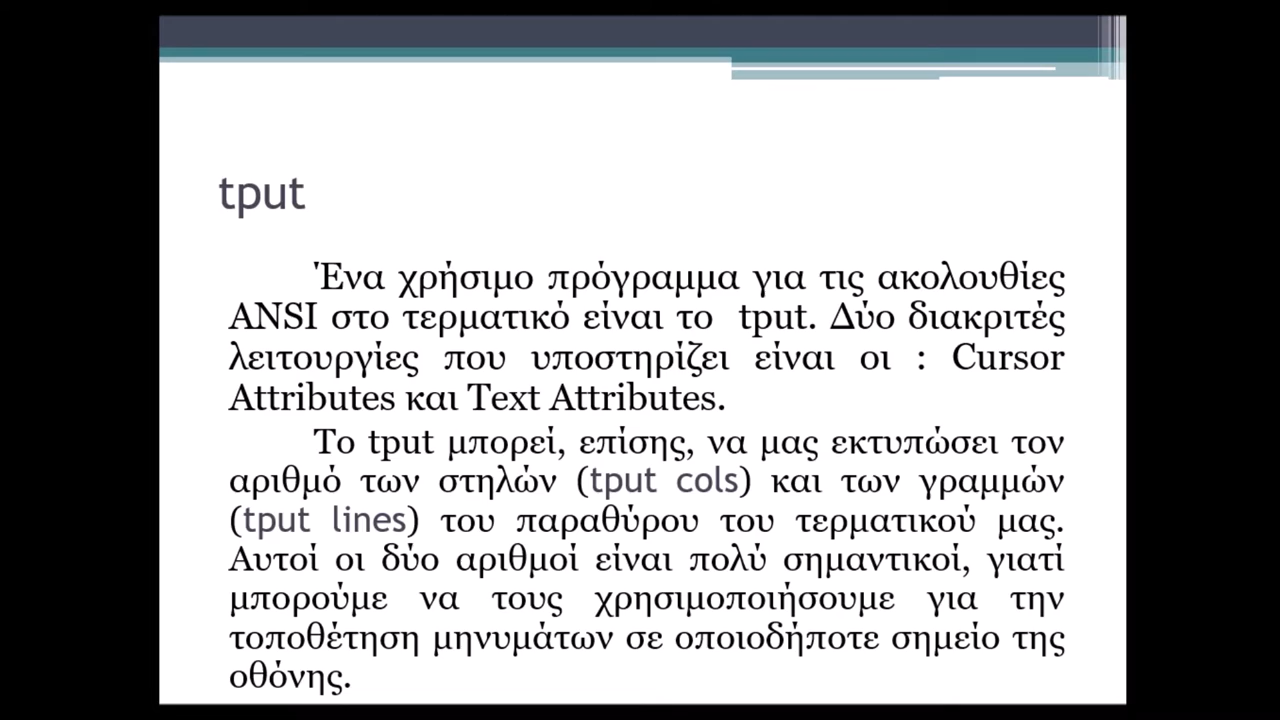 tput
Ένα χρήσιμο πρόγραμμα για τις ακολουθίες
ANSI στο τερματικό είναι το tput. Δύο διακριτές
λειτουργίες που υποστηρίζει είναι οι : Cursor
Attributes και Text Attributes.
Το tput μπορεί, επίσης, να μας εκτυπώσει τον
αριθμό των στηλών (tput cols) και των γραμμών
(tput lines) του παραθύρου του τερματικού μας.
Αυτοί οι δύο αριθμοί είναι πολύ σημαντικοί, γιατί
μπορούμε να τους χρησιμοποιήσουμε για την
τοποθέτηση μηνυμάτων σε οποιοδήποτε σημείο της
οθόνης.